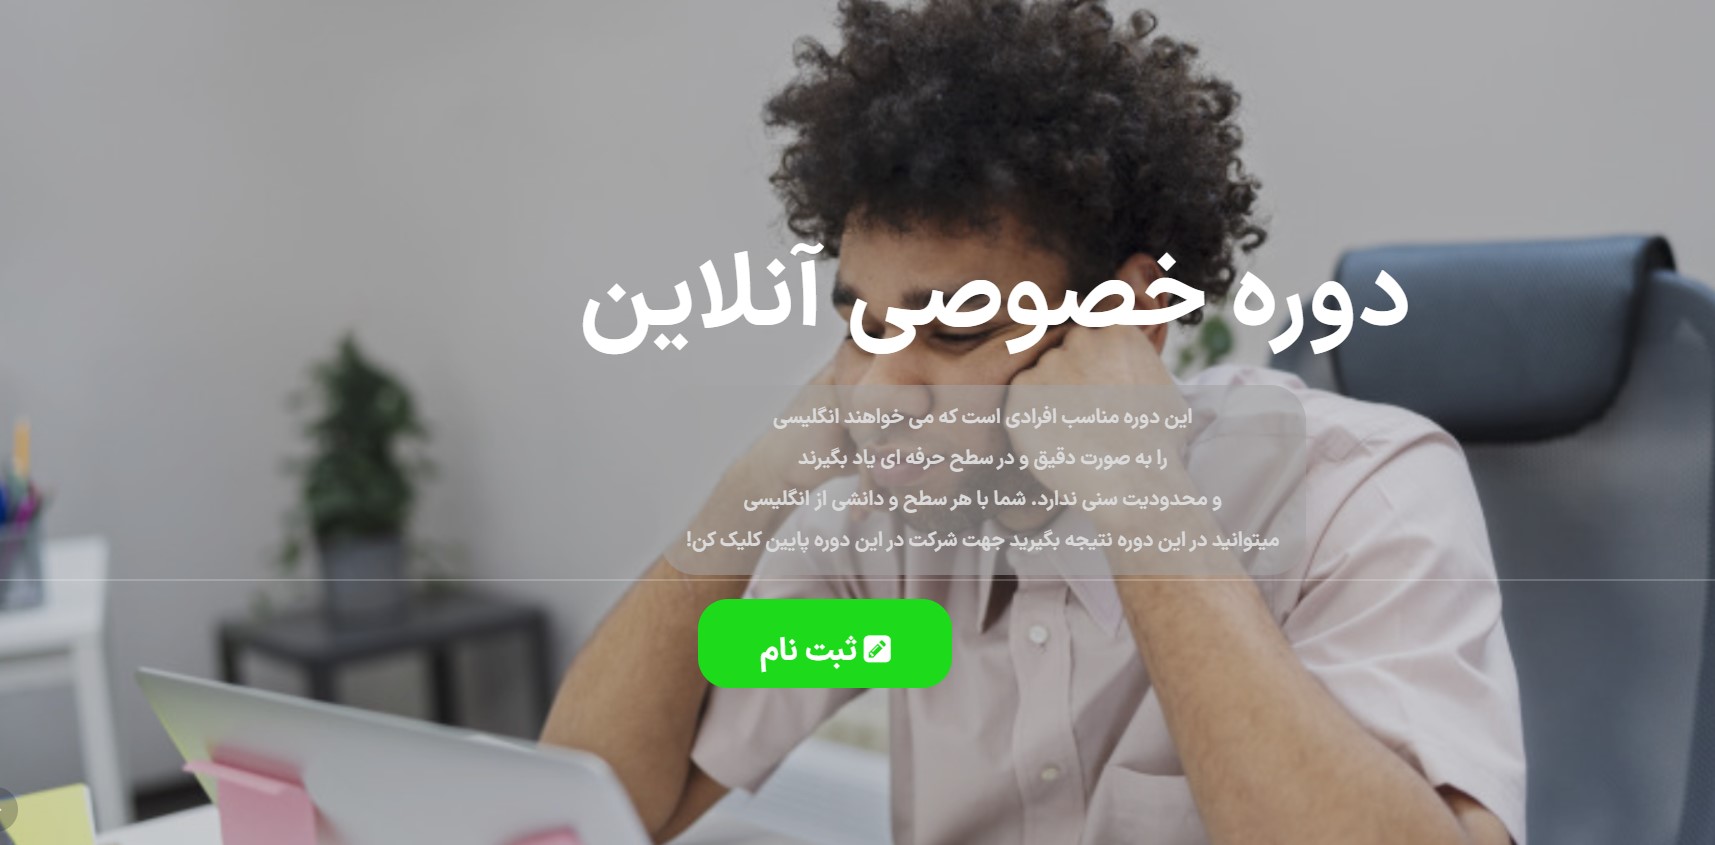 دوره خصوصی آنلاین
این دوره مناسب افرادی است که می خواهند انگلیسی
را به صورت دقیق و در سطح حرفه ای یاد بگیرند
و محدودیت سنی ندارد. شما با هر سطح و دانشی از انگلیسی
میتوانید در این دوره نتیجه بگیرید جهت شرکت در این دوره پایین کلیک کن!
ثبت نام